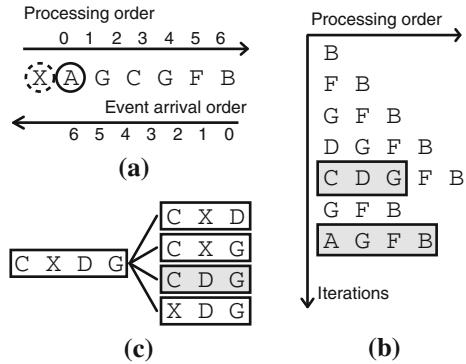 Processing order
0 1 2 3 4 5 6
X A G C G F B
Event arrival order
6 5 4 3 2 1 0
(a)
Processing order
B
F B
G F B
D G F B
C D G F B
G F B
A G F B
Iterations
(b)
C X D G
C X D
C X G
C D G
X D G
(c)